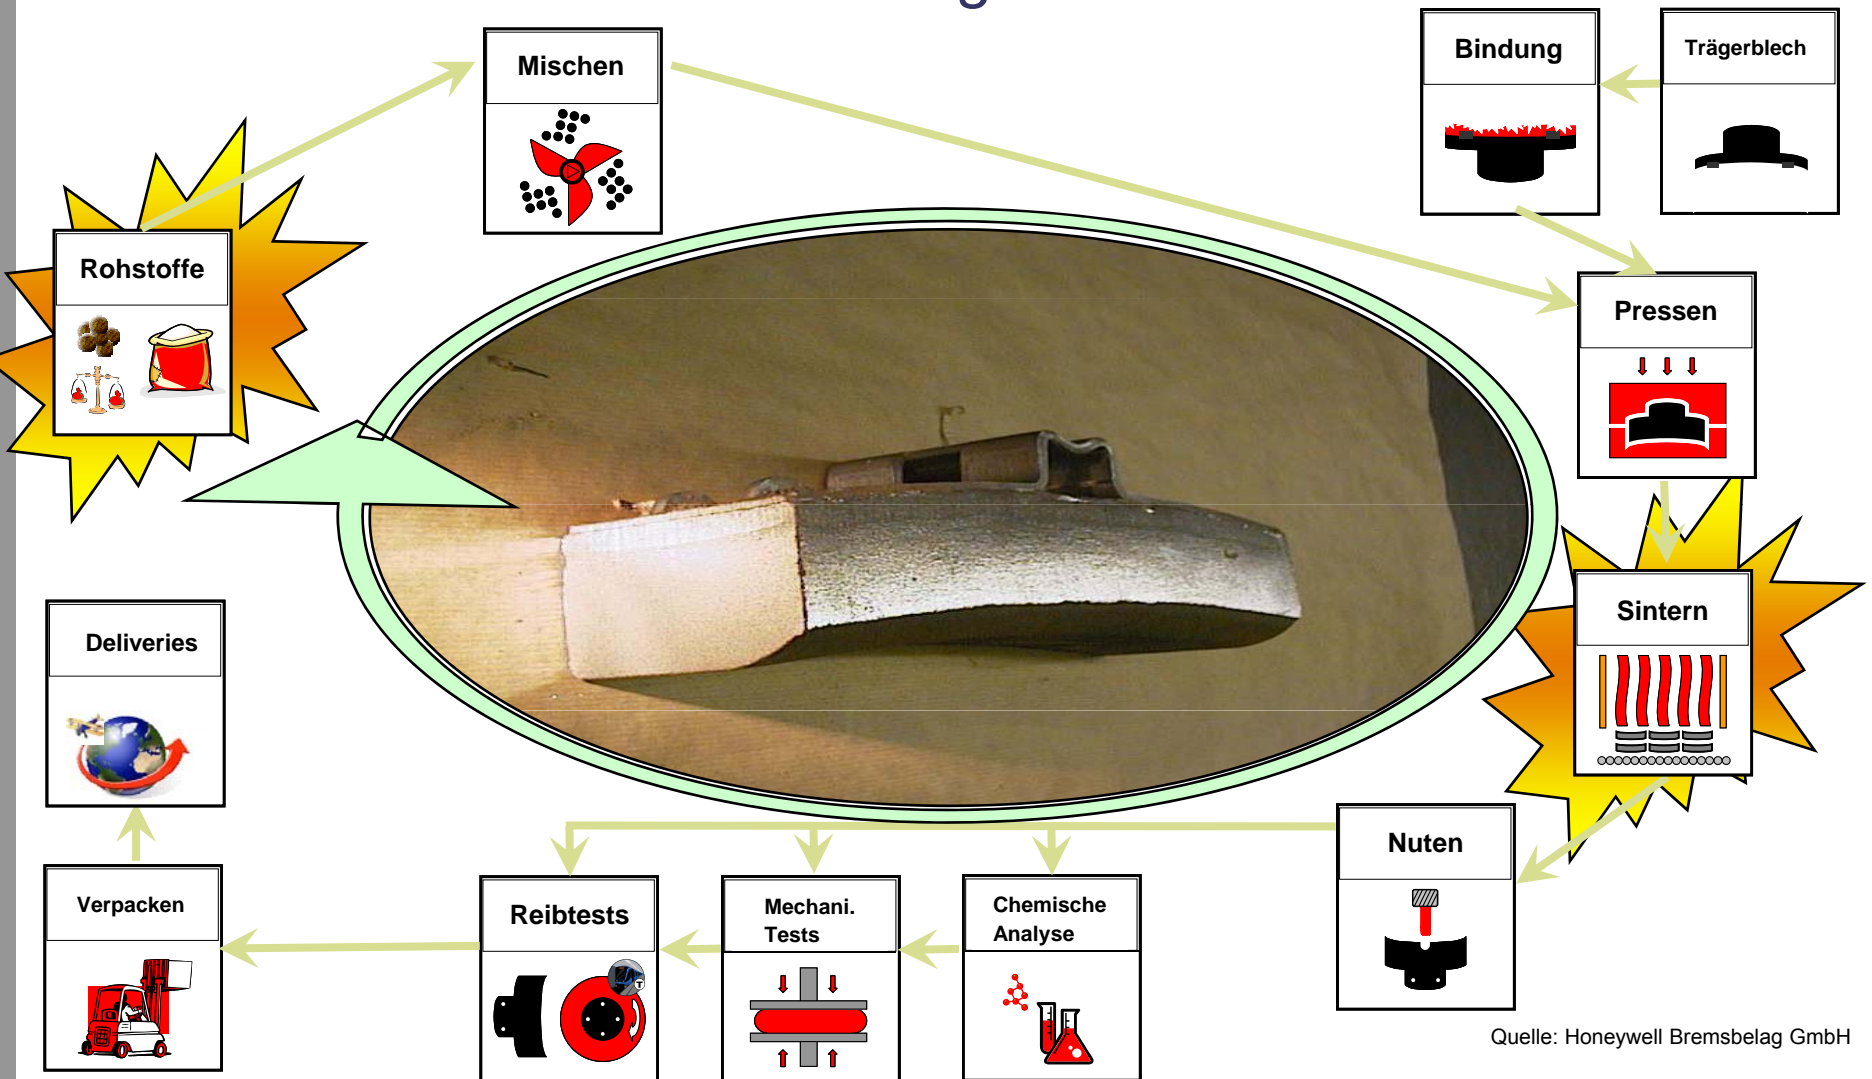 Mischen
Bindung
Trägerblech
Rohstoffe
Pressen
Sintern
Deliveries
Nuten
Verpacken
Reibtests
Mechani.
Tests
Chemische
Analyse
T
Quelle: Honeywell Bremsbelag GmbH